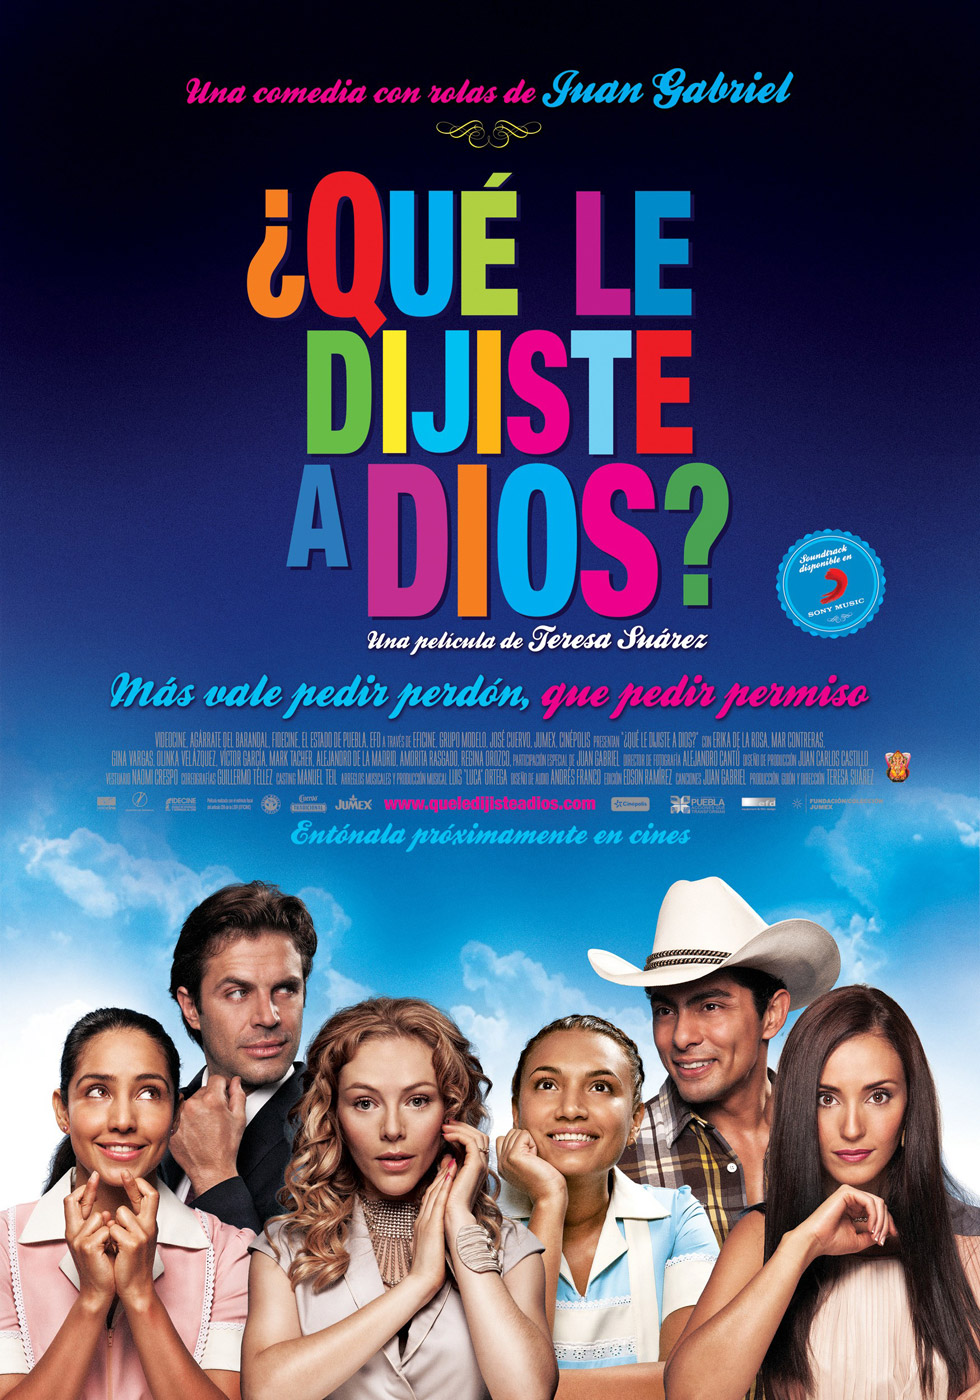 Una comedia con rolas de Juan Gabriel
¿QUÉ LE
DIJISTE
A DIOS?
Soundtrack
disponible en
SONY MUSIC
Una película de Teresa Suárez
Más vale pedir perdón, que pedir permiso
VIDEOCINE, AGÁRRATE DEL BARANDAL, FIDECINE, EL ESTADO DE PUEBLA, EFD A TRAVÉS DE EFICINE, GRUPO MODELO, JOSÉ CUERVO, JUMEX, CINÉPOLIS PRESENTAN "¿QUÉ LE DIJISTE A DIOS?" CON ERIKA DE LA ROSA, MAR CONTRERAS,
GINA VARGAS, OLINKA VELÁZQUEZ, VÍCTOR GARCÍA, MARK TACHER, ALEJANDRO DE LA MADRID, AMORITA RASGADO, REGINA OROZCO, PARTICIPACIÓN ESPECIAL DE JUAN GABRIEL DIRECTOR DE FOTOGRAFÍA ALEJANDRO CANTÚ DISEÑO DE PRODUCCIÓN JUAN CARLOS CASTILLO
VESTUARIO NAOMI CRESPO COREOGRAFÍAS GUILLERMO TÉLLEZ CASTING MANUEL TEIL ARREGLOS MUSICALES Y PRODUCCIÓN MUSICAL LUIS "LUCA" ORTEGA DISEÑO DE AUDIO ANDRÉS FRANCO EDICIÓN EDSON RAMÍREZ CANCIONES JUAN GABRIEL PRODUCCIÓN, GUIÓN Y DIRECCIÓN TERESA SUÁREZ
FIDECINE Cuervo JUMEX www.queledijisteadios.com Cinépolis PUEBLA efd FUNDACIÓN JUMEX
Entónala próximamente en cines